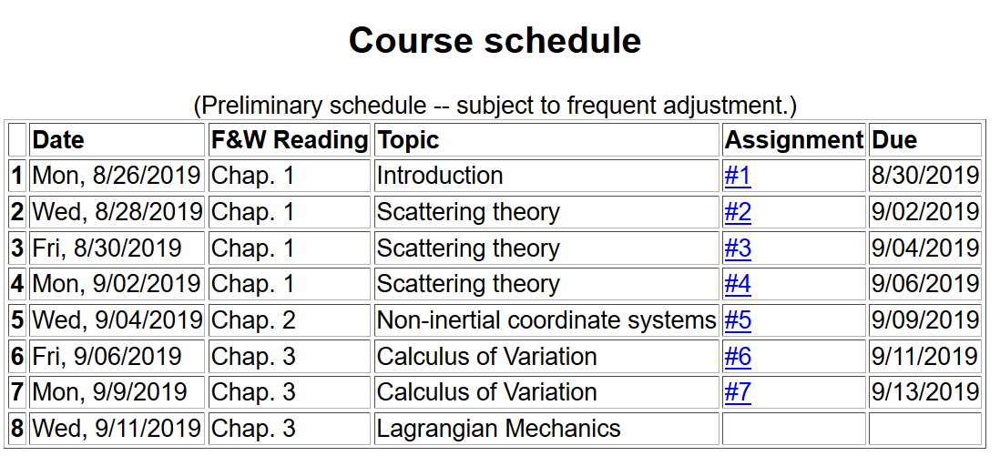 Course schedule
(Preliminary schedule -- subject to frequent adjustment.)
Date F&W Reading Topic Assignment Due
1 Mon, 8/26/2019 Chap. 1 Introduction #1 8/30/2019
2 Wed, 8/28/2019 Chap. 1 Scattering theory #2 9/02/2019
3 Fri, 8/30/2019 Chap. 1 Scattering theory #3 9/04/2019
4 Mon, 9/02/2019 Chap. 1 Scattering theory #4 9/06/2019
5 Wed, 9/04/2019 Chap. 2 Non-inertial coordinate systems #5 9/09/2019
6 Fri, 9/06/2019 Chap. 3 Calculus of Variation #6 9/11/2019
7 Mon, 9/9/2019 Chap. 3 Calculus of Variation #7 9/13/2019
8 Wed, 9/11/2019 Chap. 3 Lagrangian Mechanics